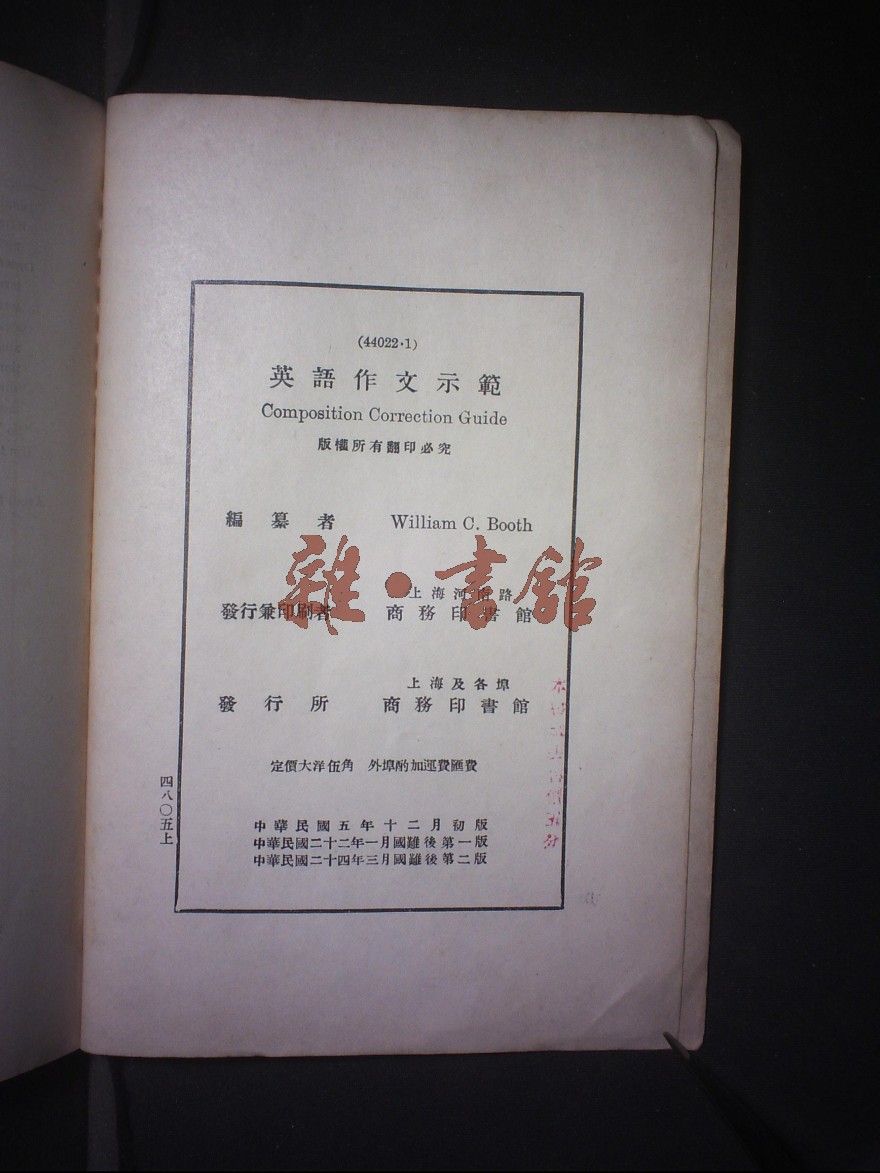 (44022·1)
英語作文示範
Composition Correction Guide
版權所有翻印必究
編纂者 William C. Booth
上海河南路
發行兼印刷者 商務印書館
雜·書館
上海及各埠
發行所 商務印書館
定價大洋伍角 外埠酌加運費匯費
中華民國五年十二月初版
中華民國二十二年一月國難後第一版
中華民國二十四年三月國難後第二版
四八〇五上